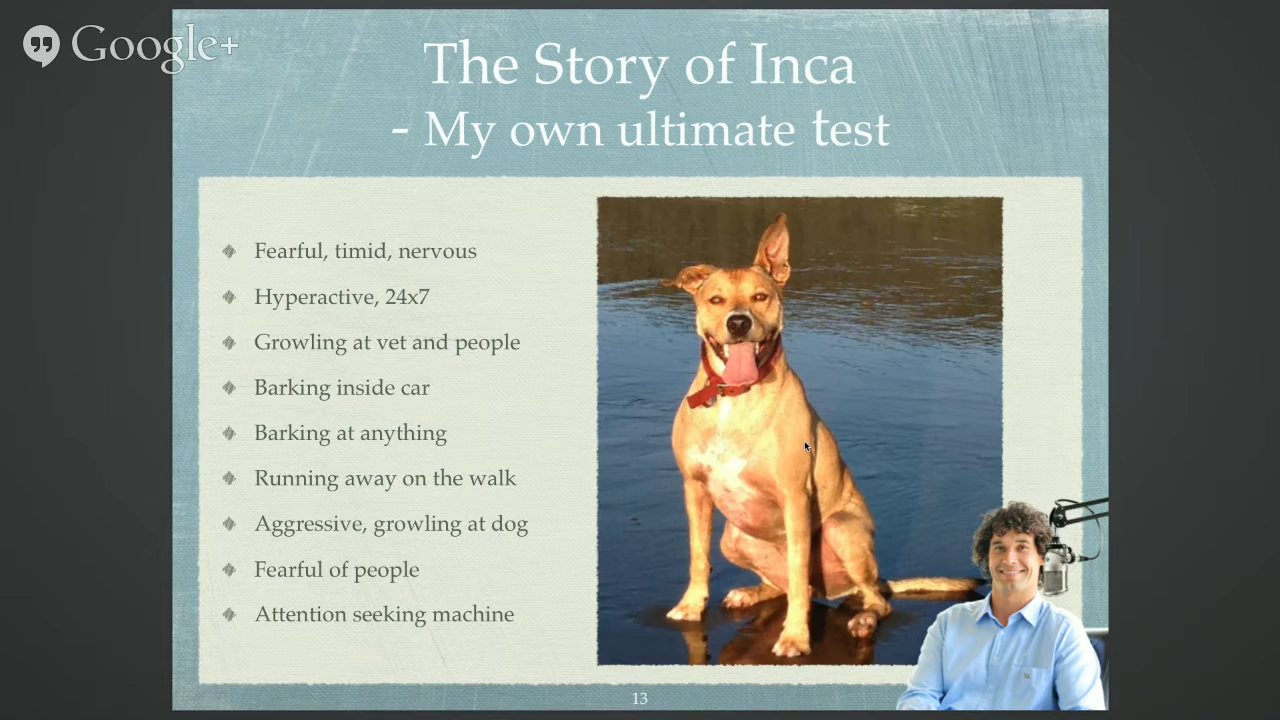 Google+
The Story of Inca
- My own ultimate test
Fearful, timid, nervous
Hyperactive, 24x7
Growling at vet and people
Barking inside car
Barking at anything
Running away on the walk
Aggressive, growling at dog
Fearful of people
Attention seeking machine
13